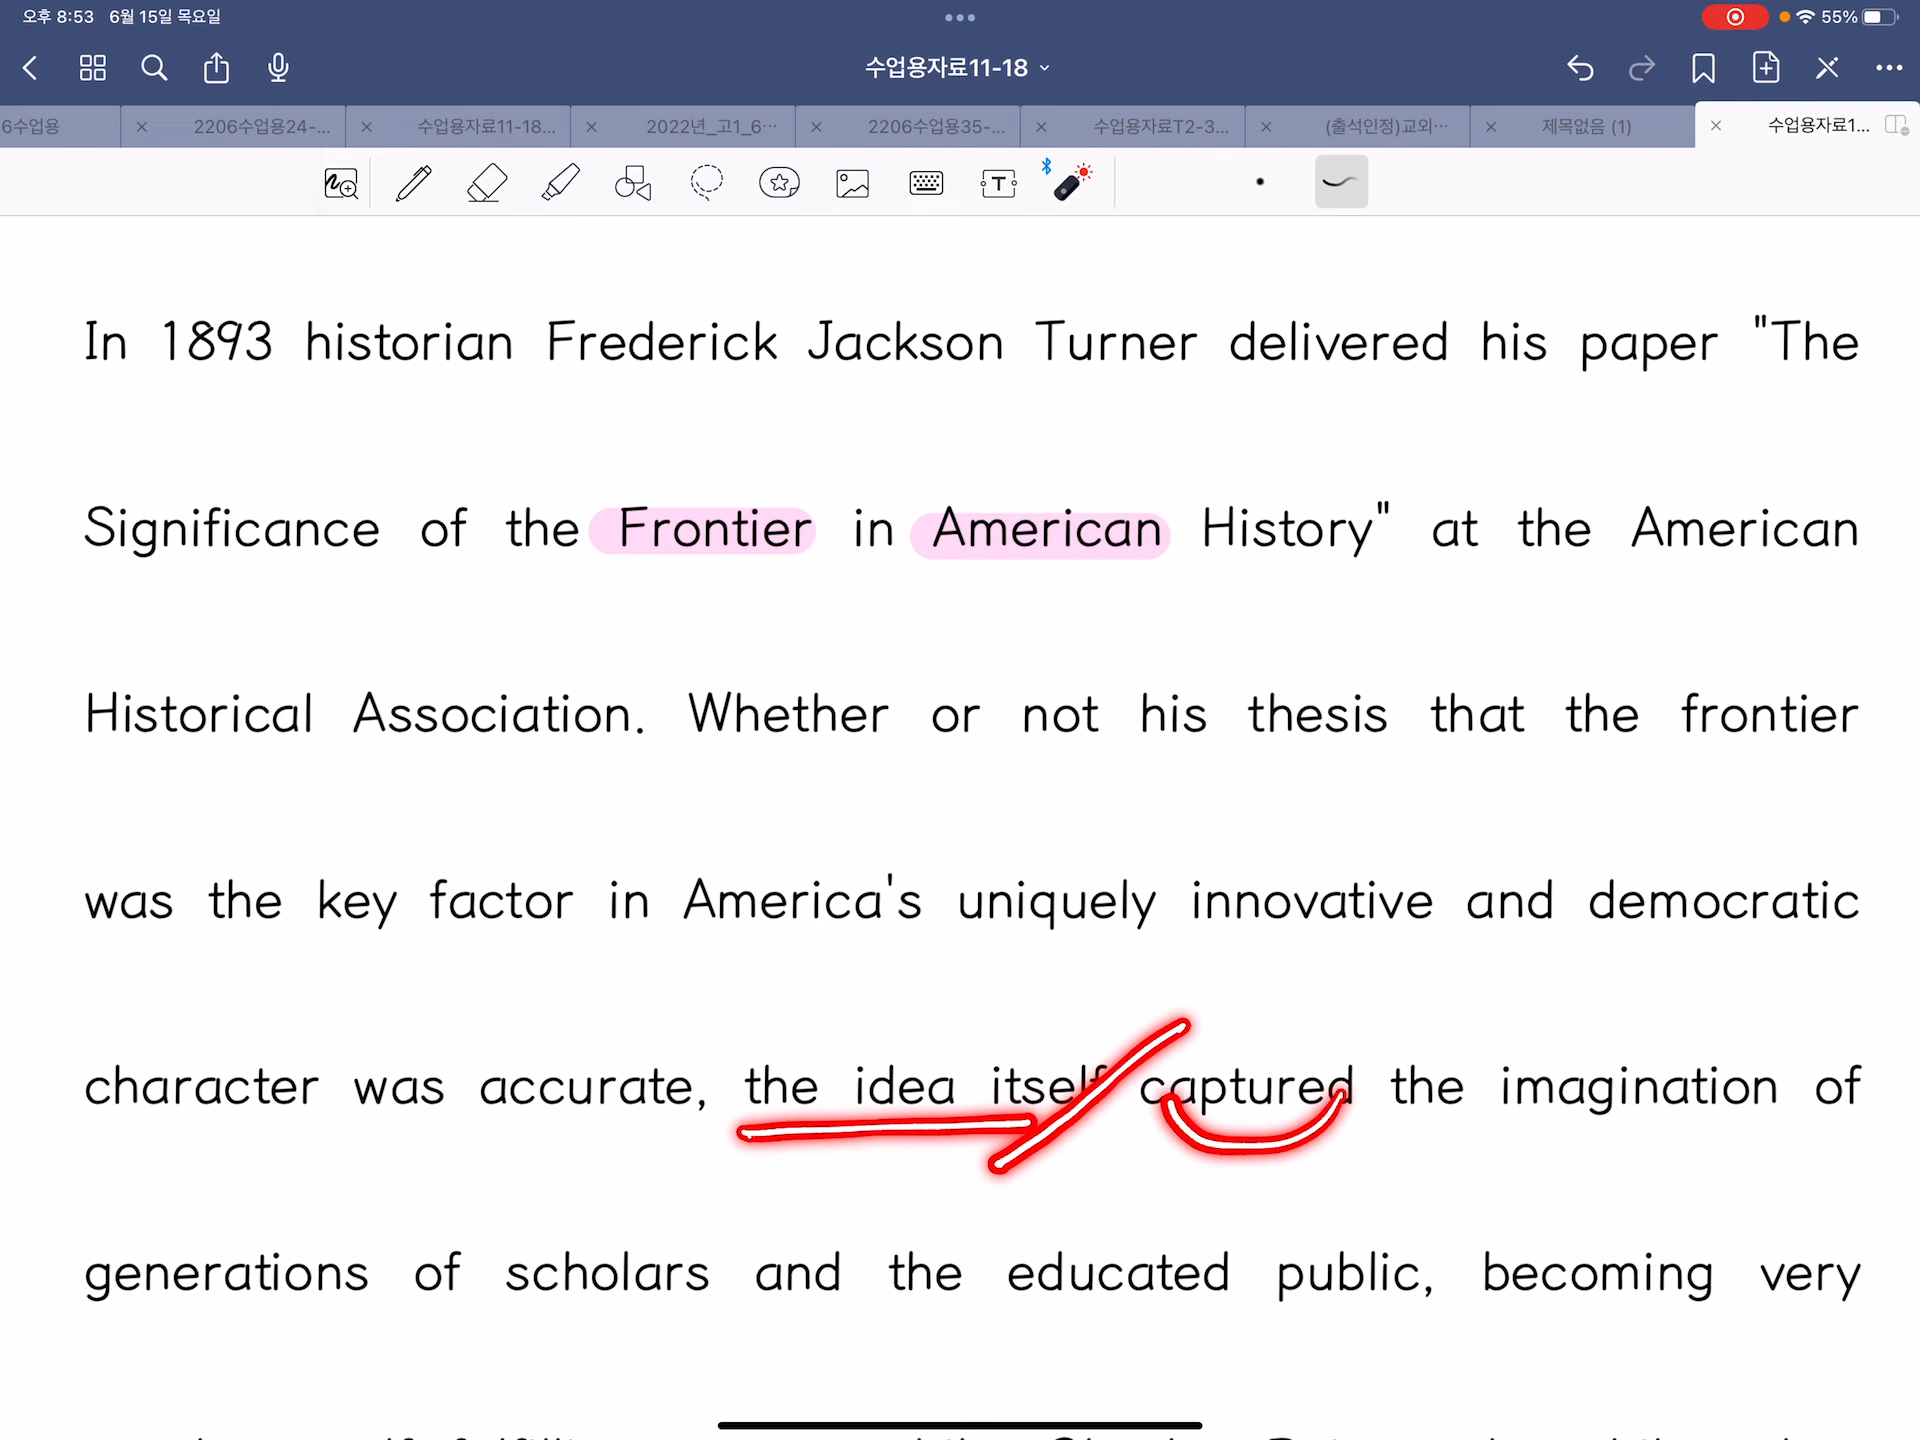 오후 8:53 6월 15일 목요일
55%
수업용자료11-18
6수업용
2206수업용24-...
수업용자료11-18...
2022년_고1_6...
2206수업용35-...
수업용자료T2-3...
(출석인정)교외...
제목없음 (1)
수업용자료1...
T
In 1893 historian Frederick Jackson Turner delivered his paper "The
Significance of the Frontier in American History" at the American
Historical Association. Whether or not his thesis that the frontier
was the key factor in America's uniquely innovative and democratic
character was accurate, the idea itself captured the imagination of
generations of scholars and the educated public, becoming very